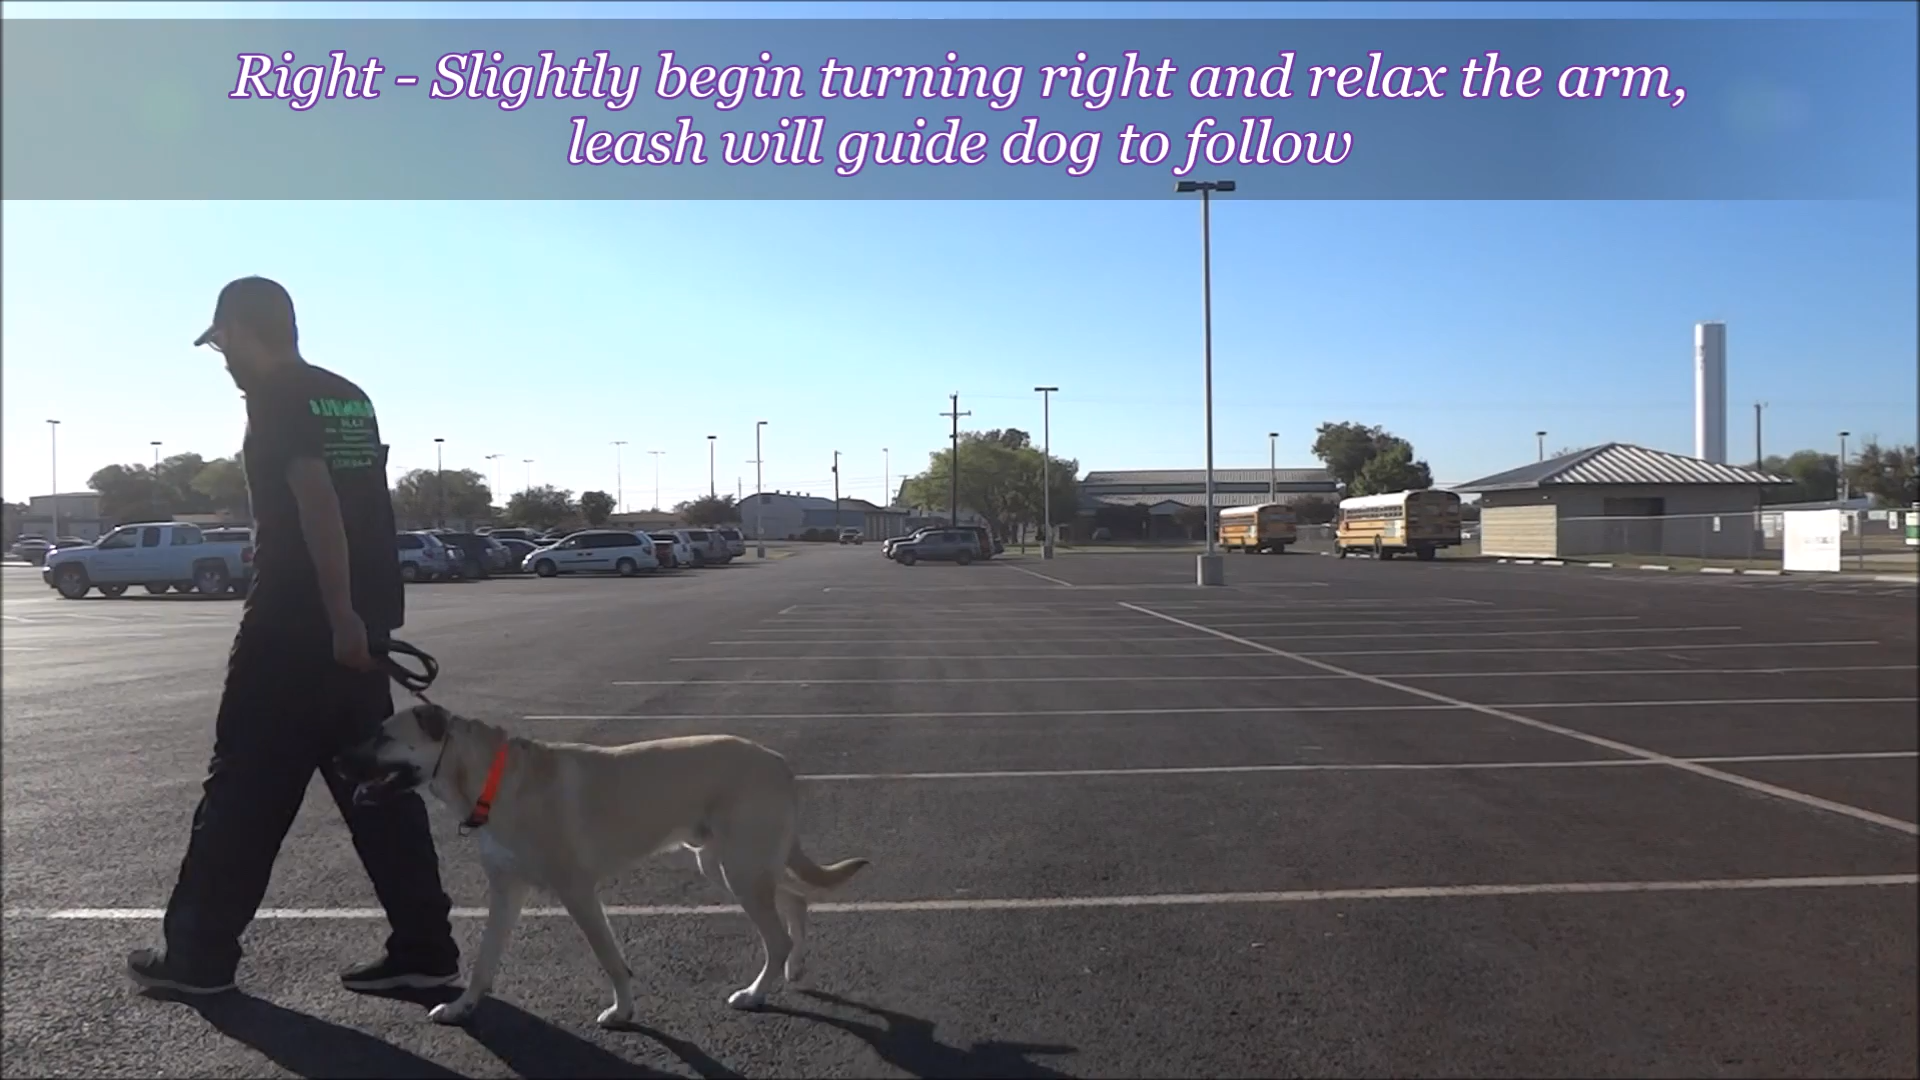 Right - Slightly begin turning right and relax the arm,
leash will guide dog to follow